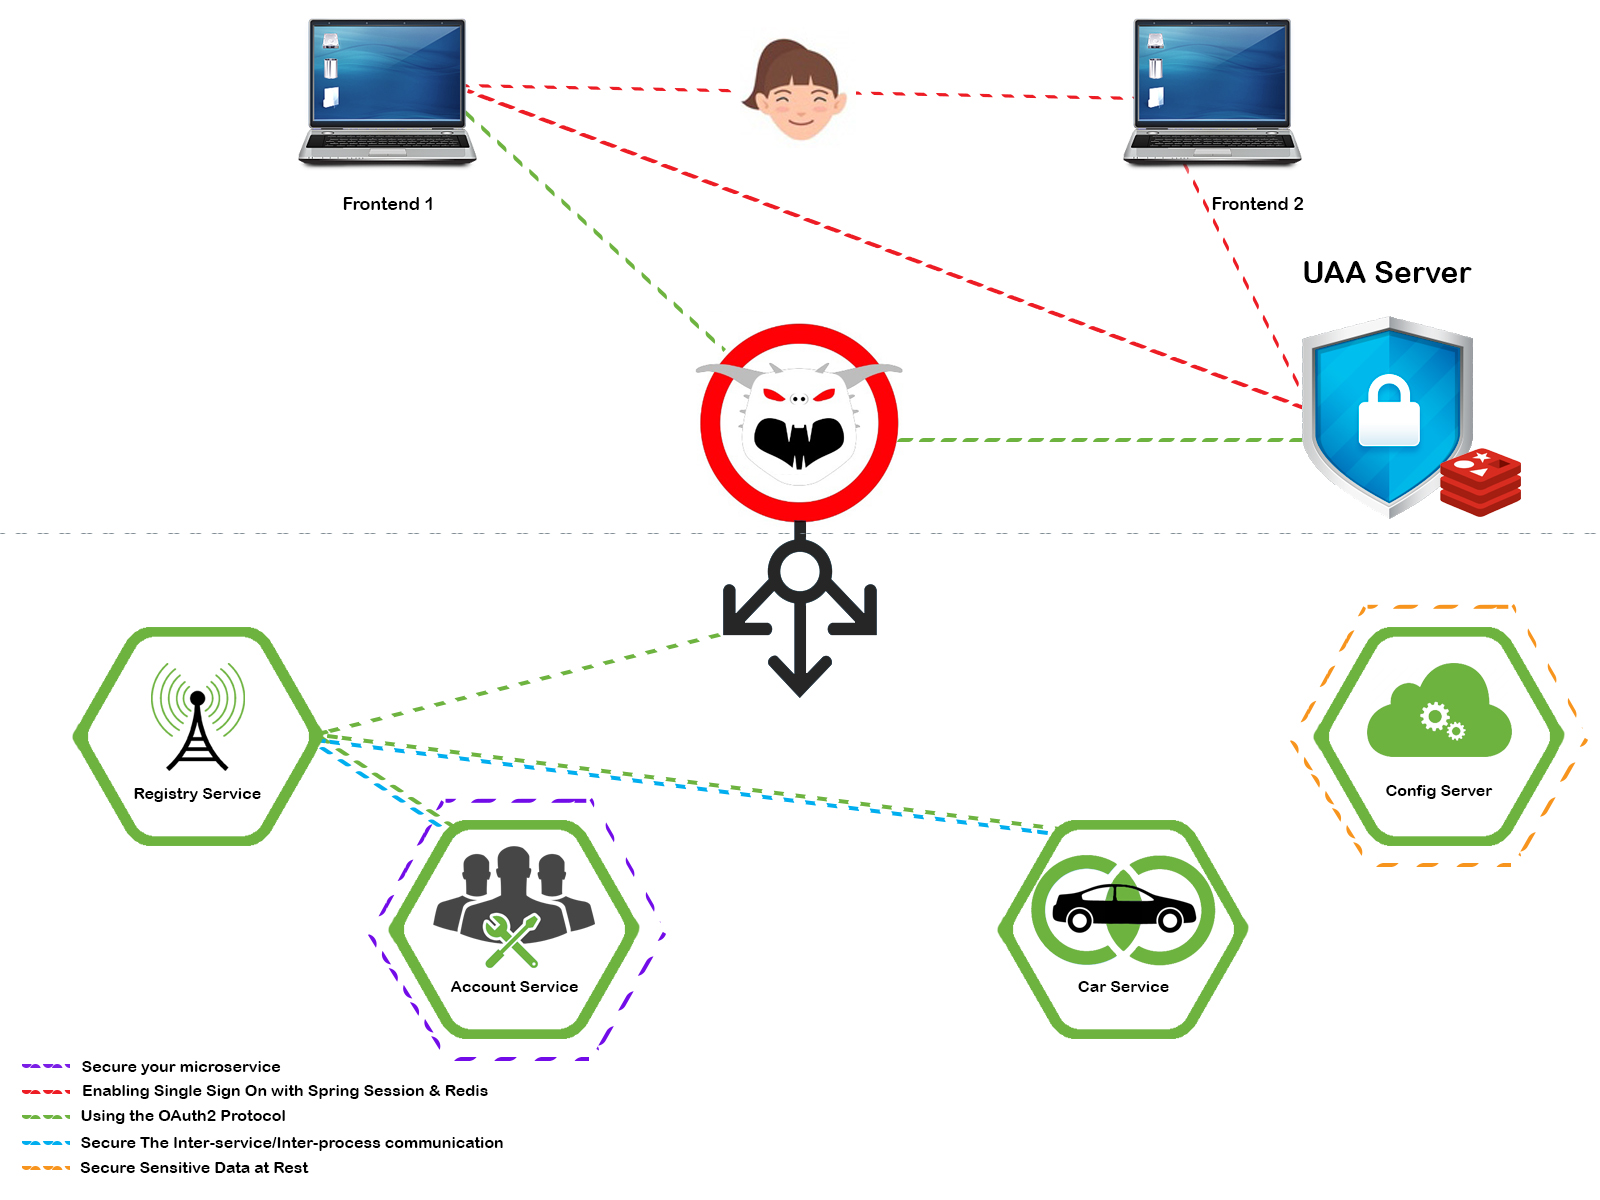 Frontend 1
Frontend 2
UAA Server
Registry Service
Config Server
Account Service
Car Service
Secure your microservice
Enabling Single Sign On with Spring Session & Redis
Using the OAuth2 Protocol
Secure The Inter-service/Inter-process communication
Secure Sensitive Data at Rest